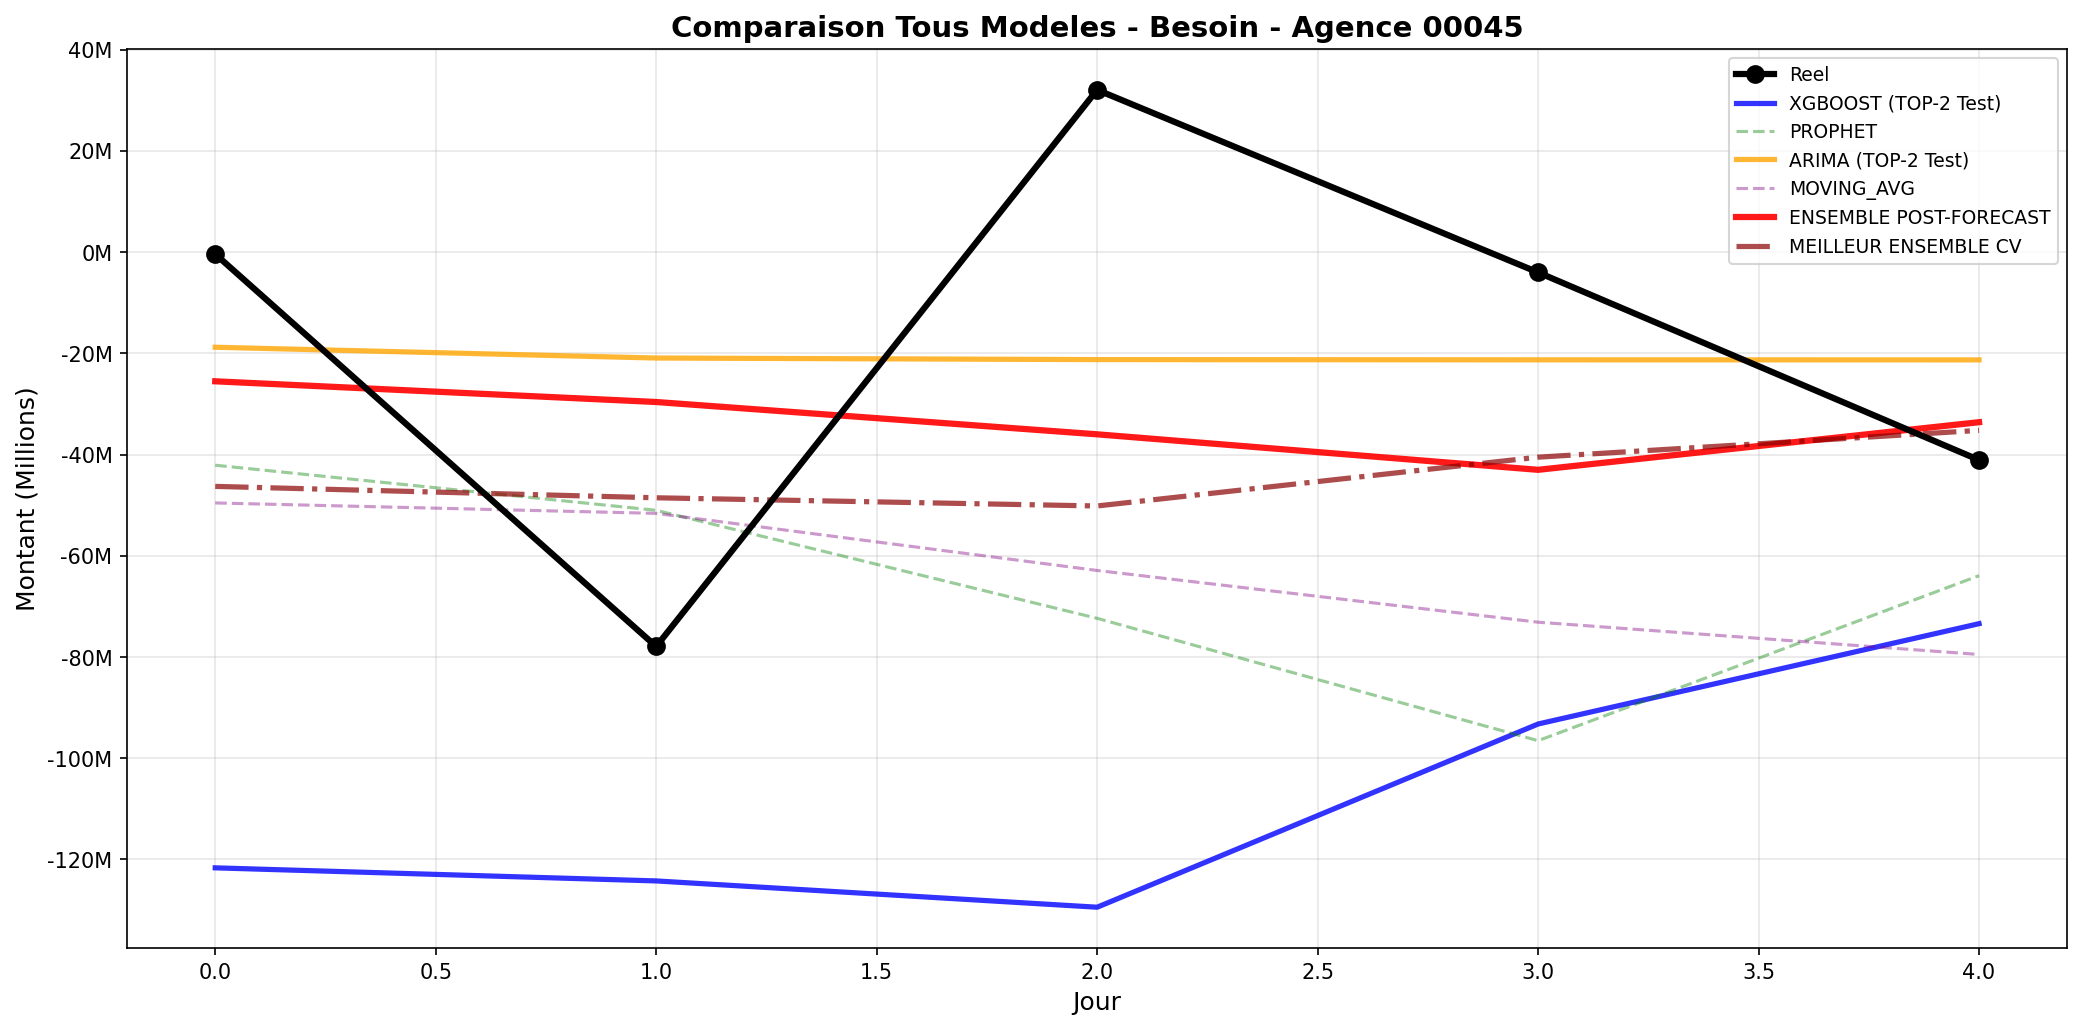 Comparaison Tous Modeles - Besoin - Agence 00045
Montant (Millions)
40M
20M
0M
-20M
-40M
-60M
-80M
-100M
-120M
Reel
XGBOOST (TOP-2 Test)
PROPHET
ARIMA (TOP-2 Test)
MOVING_AVG
ENSEMBLE POST-FORECAST
MEILLEUR ENSEMBLE CV
0.0 0.5 1.0 1.5 2.0 2.5 3.0 3.5 4.0
Jour